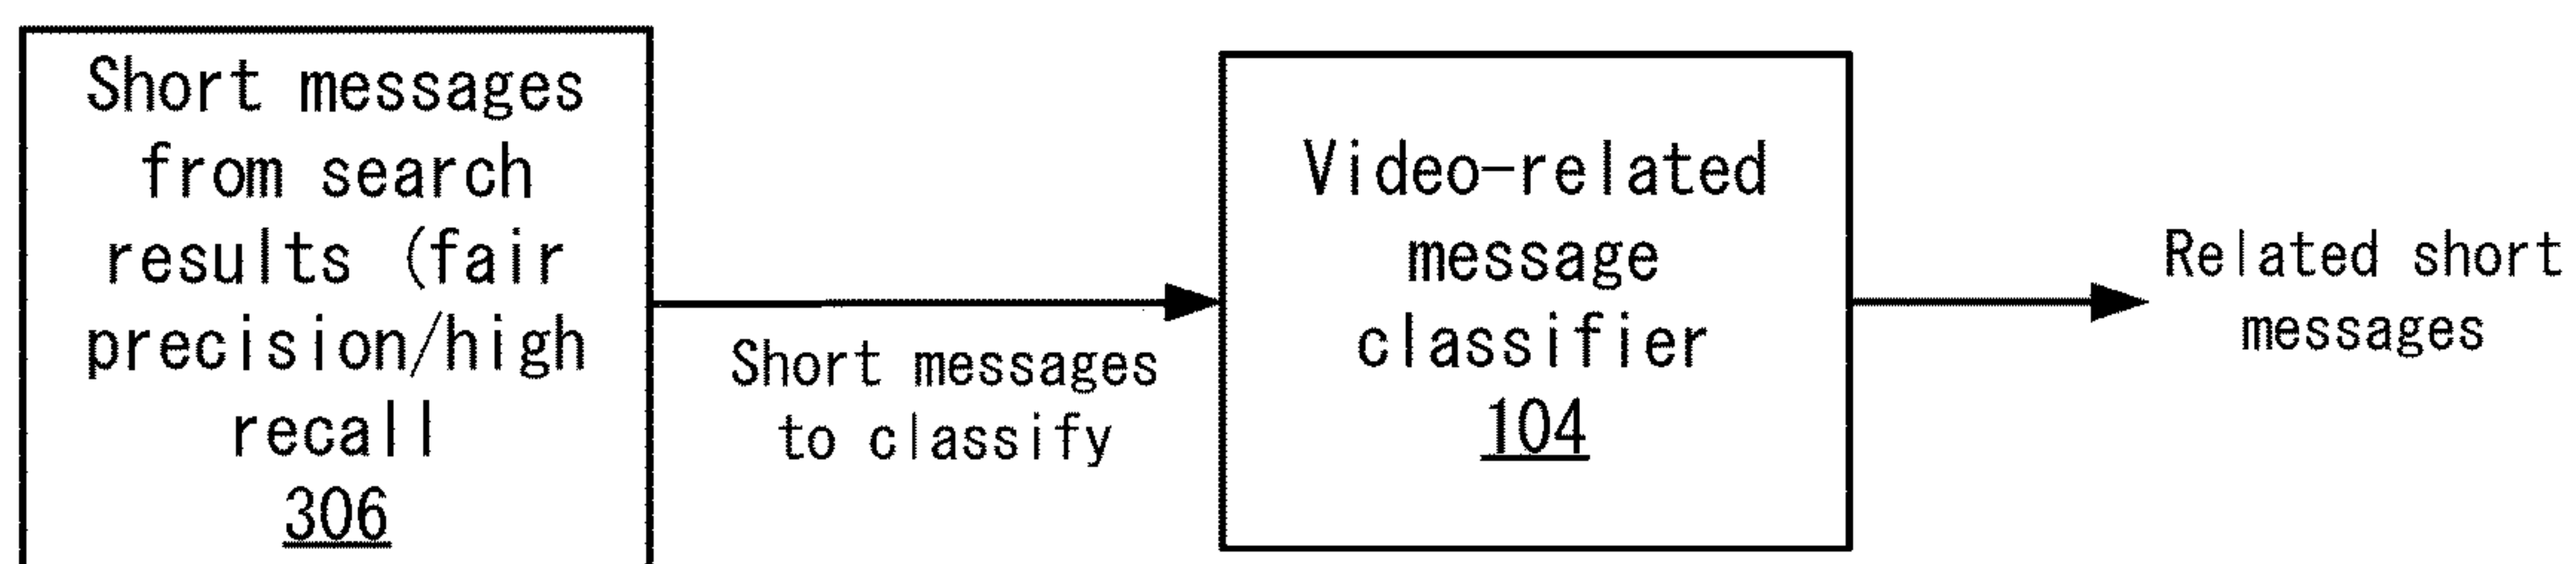 Short messages
from search
results (fair
precision/high
recall
306
Short messages
to classify
Video-related
message
classifier
104
Related short
messages